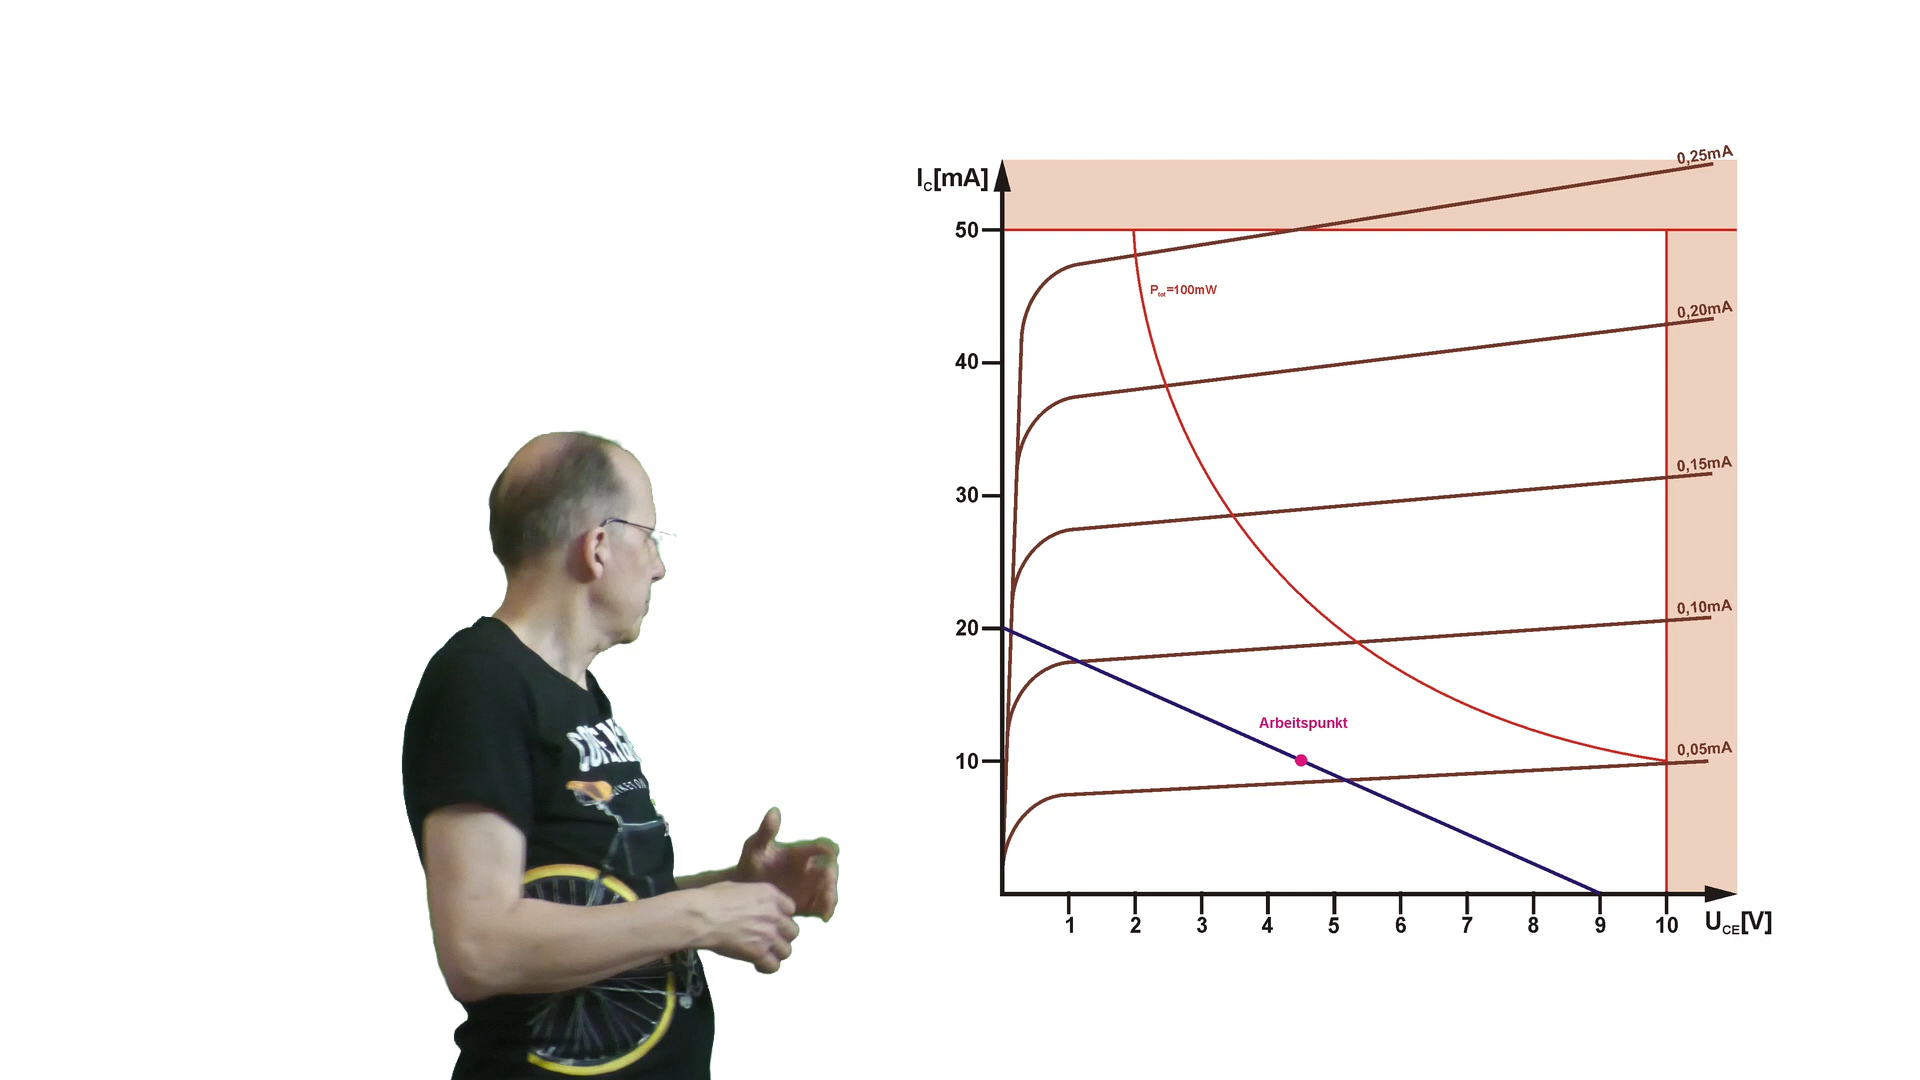 I_C[mA]
0,25mA
50
P_tot=100mW
0,20mA
40
0,15mA
30
0,10mA
20
Arbeitspunkt
0,05mA
10
1 2 3 4 5 6 7 8 9 10 U_CE[V]